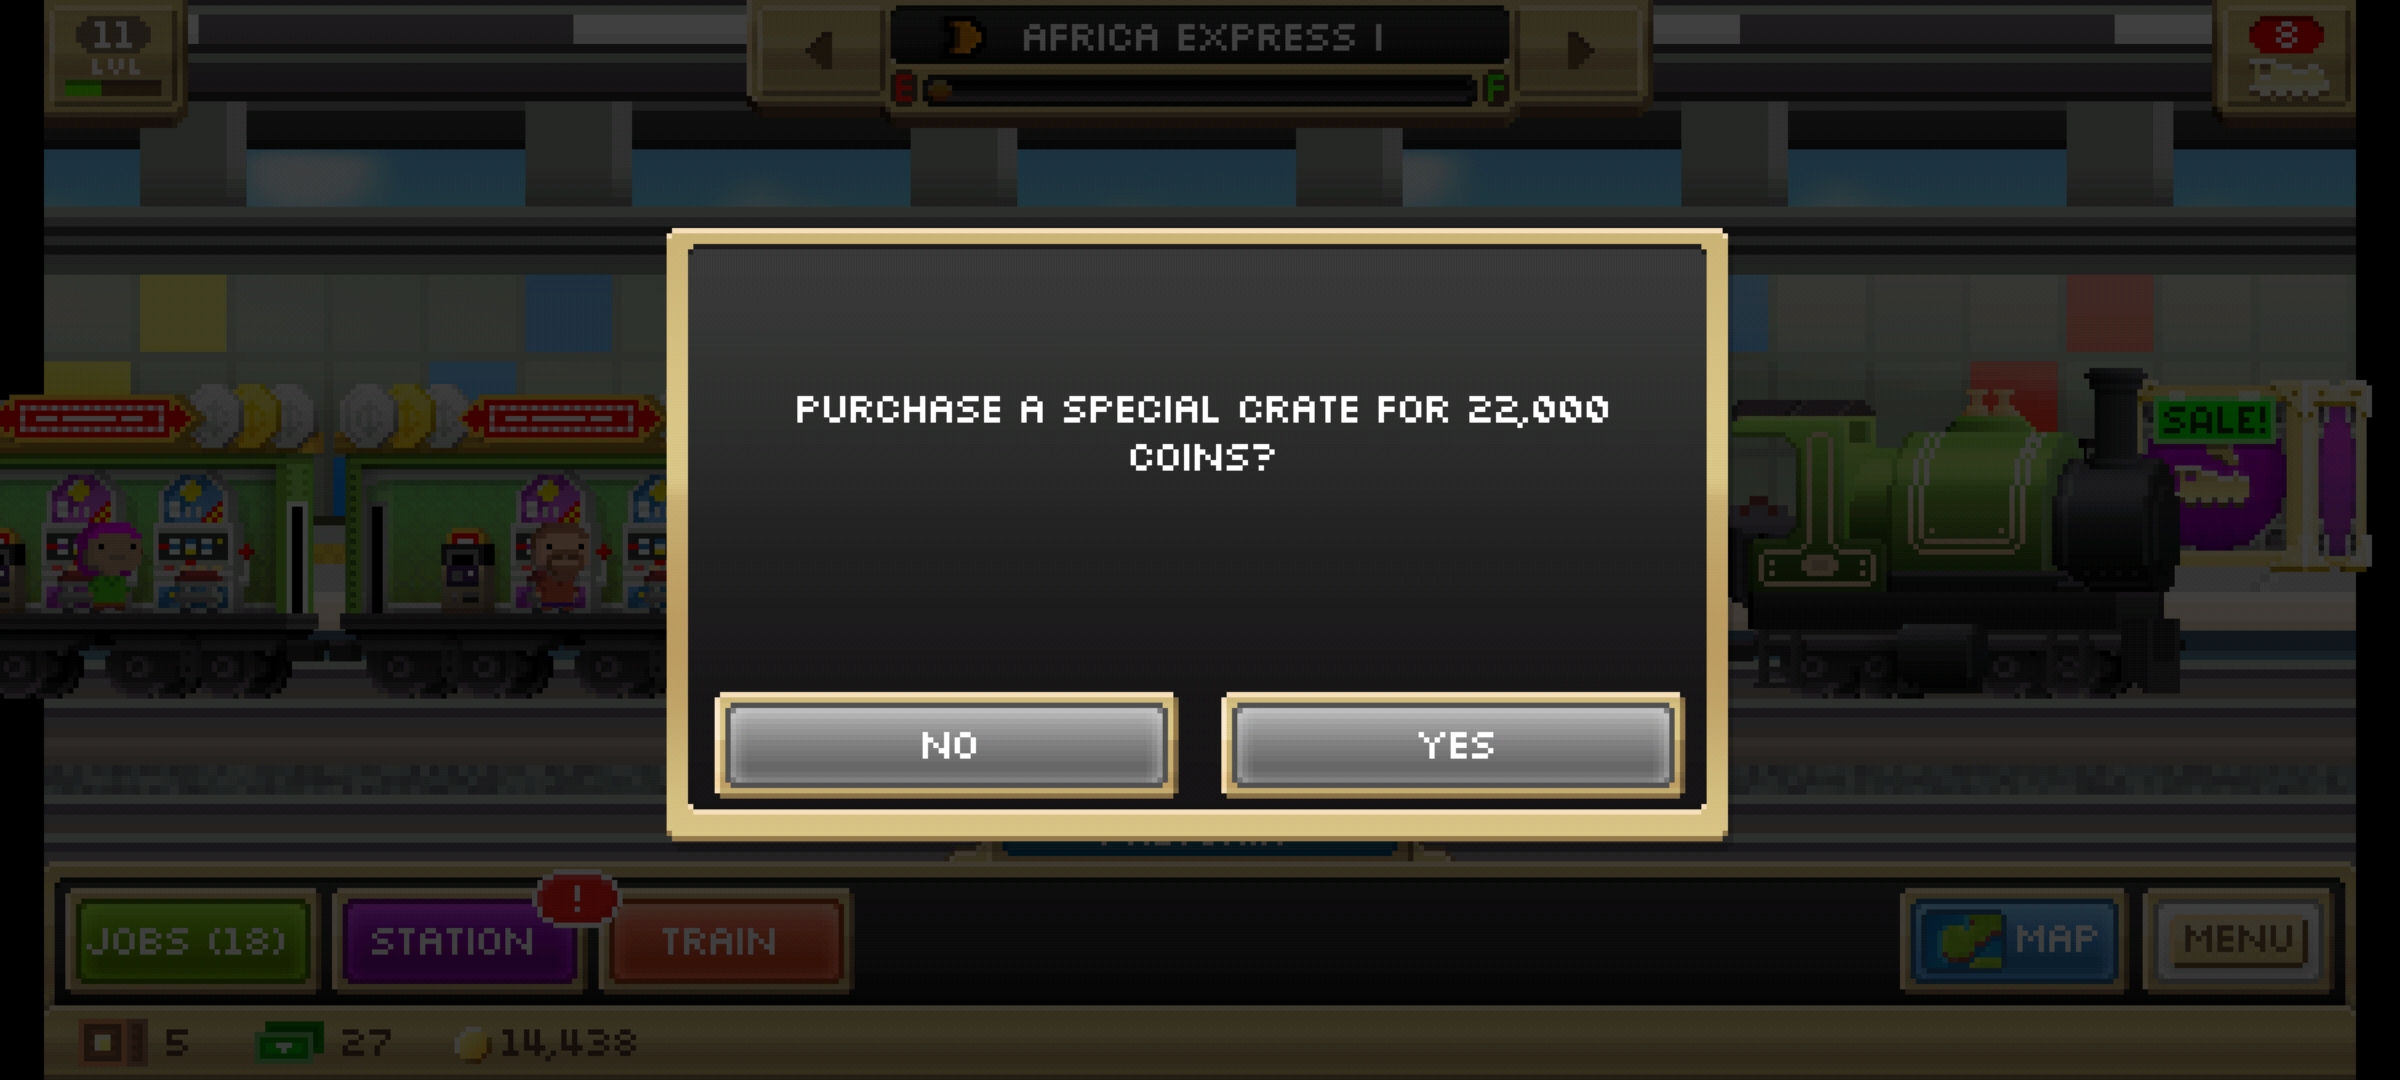 11
LVL
AFRICA EXPRESS 1
E
F
8
PURCHASE A SPECIAL CRATE FOR 22,000
COINS?
SALE!
NO
YES
JOBS (18)
STATION
!
TRAIN
MAP
MENU
5
27
14,438